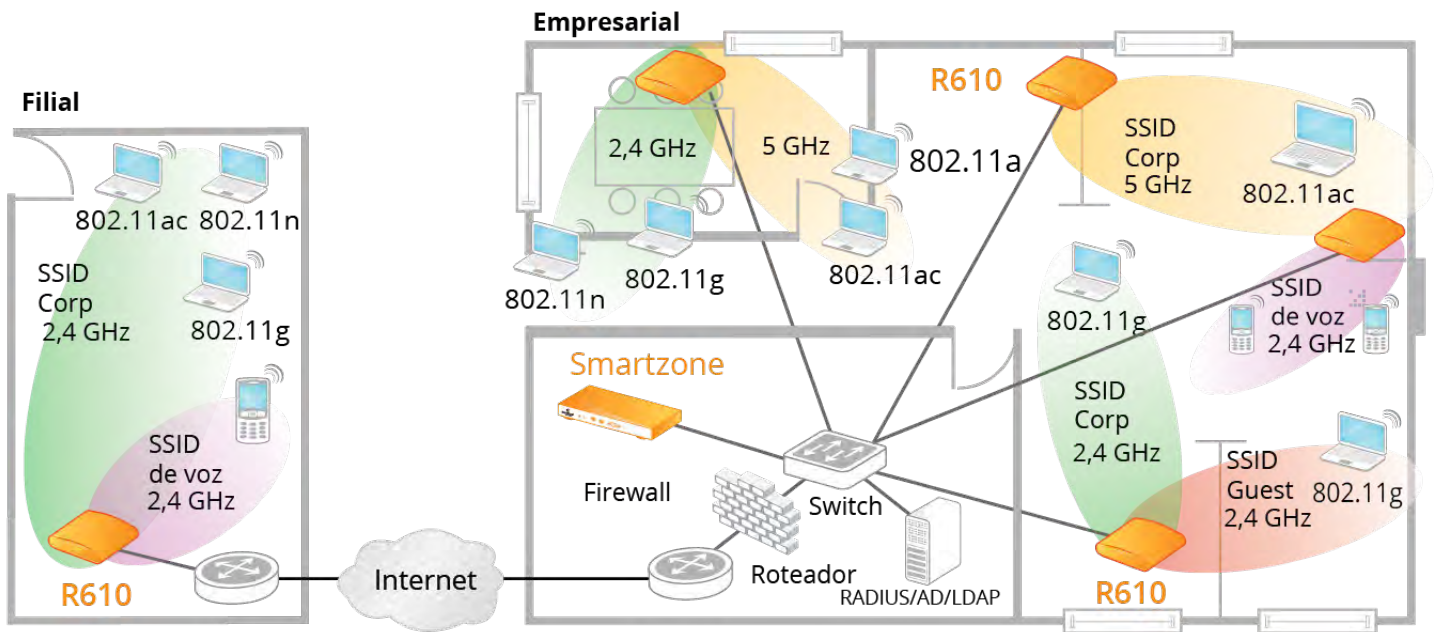 Filial
802.11ac
802.11n
SSID
Corp
2,4 GHz
802.11g
SSID
de voz
2,4 GHz
R610
Internet
Empresarial
2,4 GHz
5 GHz
802.11a
802.11n
802.11g
802.11ac
R610
SSID
Corp
5 GHz
802.11ac
802.11g
SSID
de voz
2,4 GHz
Smartzone
Firewall
Switch
Roteador
RADIUS/AD/LDAP
SSID
Corp
2,4 GHz
SSID
Guest
2,4 GHz
802.11g
R610